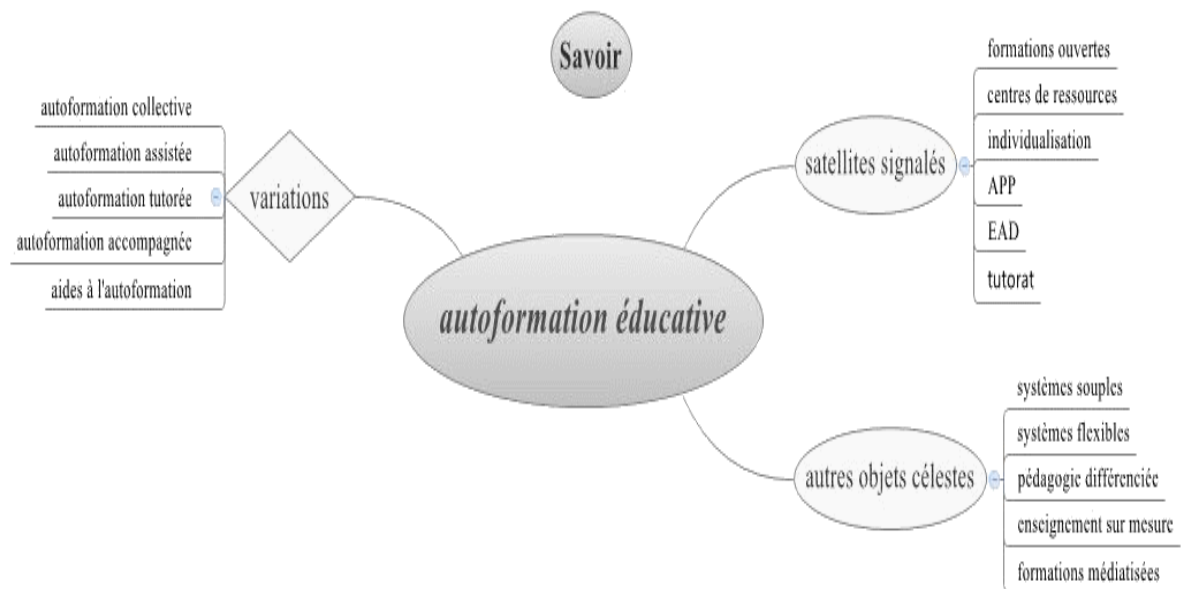 Savoir
autoformation collective
autoformation assistée
autoformation tutorée
autoformation accompagnée
aides à l'autoformation
variations
autoformation éducative
satellites signalés
formations ouvertes
centres de ressources
individualisation
APP
EAD
tutorat
autres objets célestes
systèmes souples
systèmes flexibles
pédagogie différenciée
enseignement sur mesure
formations médiatisées